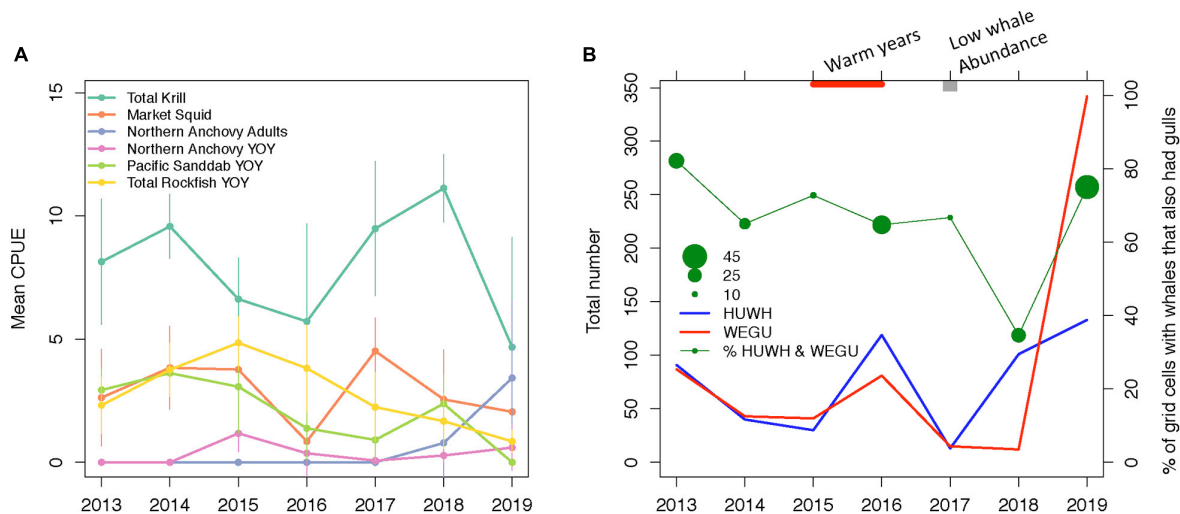 A
Mean CPUE
15
10
5
0
Total Krill
Market Squid
Northern Anchovy Adults
Northern Anchovy YOY
Pacific Sanddab YOY
Total Rockfish YOY
2013 2014 2015 2016 2017 2018 2019
B
Warm years
Low whale
Abundance
Total number
350
300
250
200
150
100
50
0
45
25
10
HUWH
WEGU
% HUWH & WEGU
100
80
60
40
20
0
% of grid cells with whales that also had gulls
2013 2014 2015 2016 2017 2018 2019